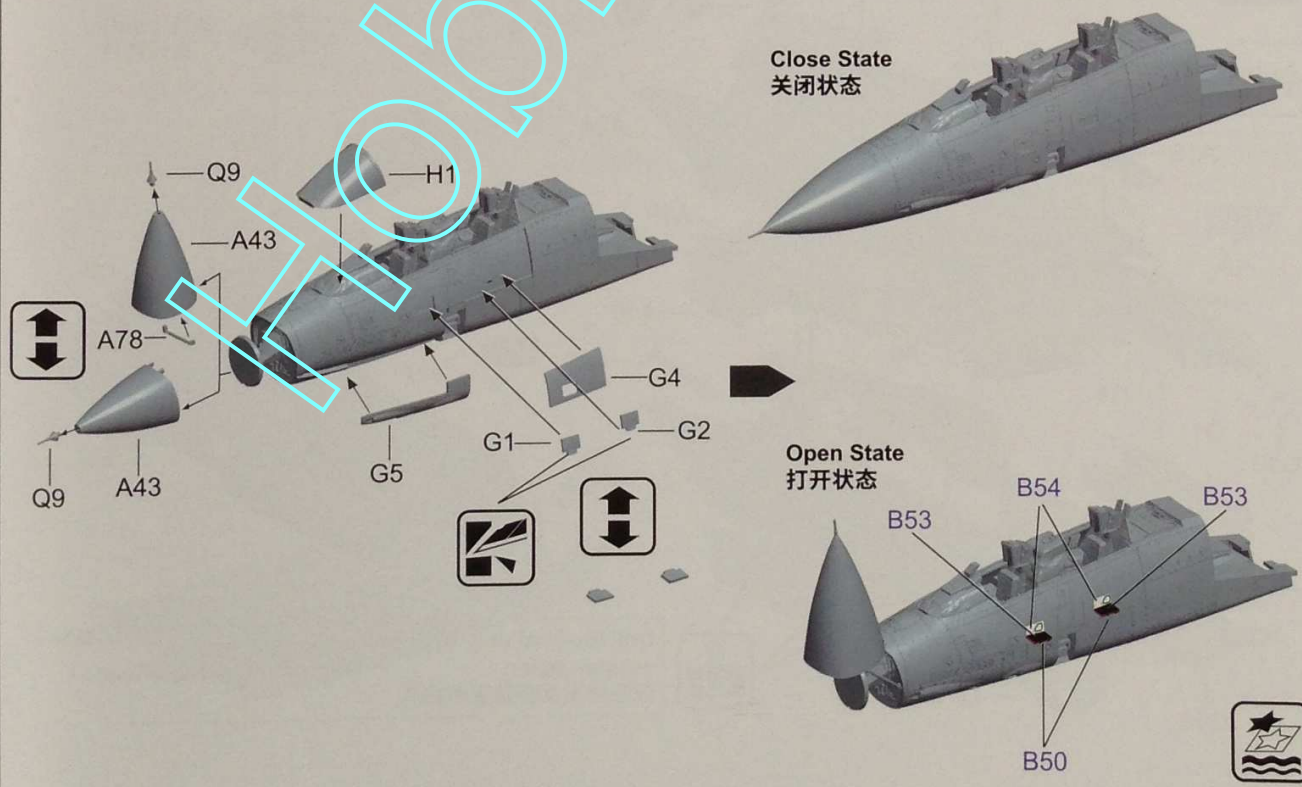 Close State
关闭状态
Q9
H1
A43
A78
G4
G1
G2
G5
Q9
A43
Open State
打开状态
B54
B53
B53
B50
Hob